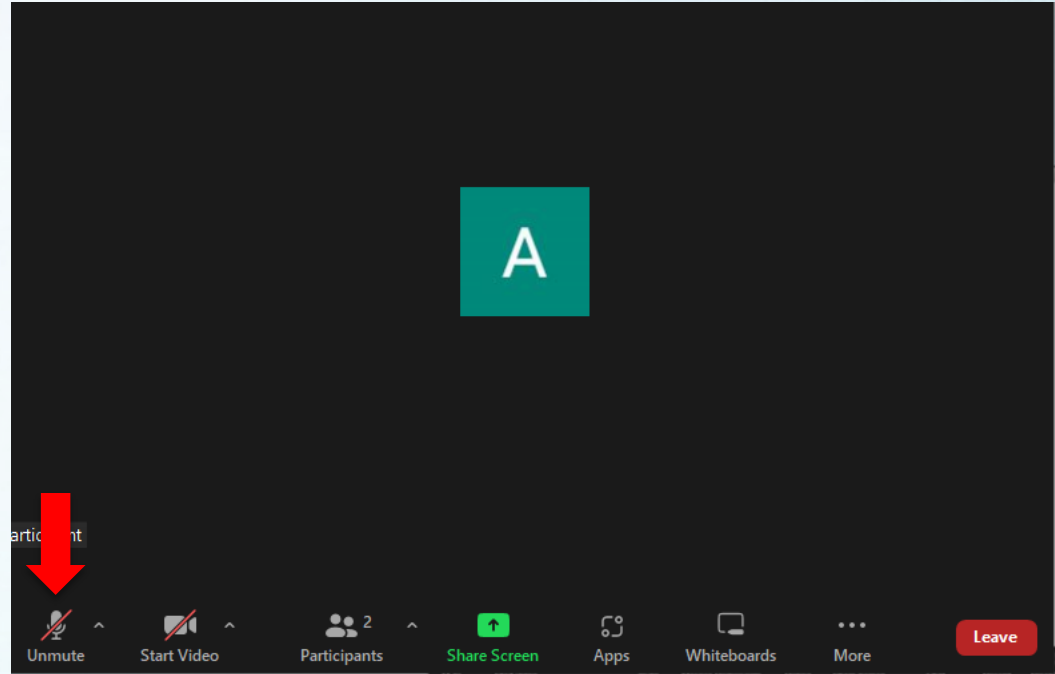 A
2
Unmute
Start Video
Participants
Share Screen
Apps
Whiteboards
More
Leave